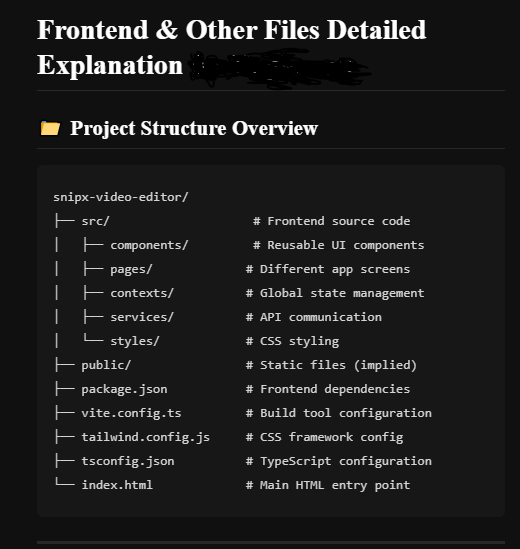 Frontend & Other Files Detailed
Explanation
Project Structure Overview
snipx-video-editor/
├── src/                    # Frontend source code
│   ├── components/         # Reusable UI components
│   ├── pages/             # Different app screens
│   ├── contexts/          # Global state management
│   ├── services/          # API communication
│   └── styles/            # CSS styling
├── public/                # Static files (implied)
├── package.json           # Frontend dependencies
├── vite.config.ts         # Build tool configuration
├── tailwind.config.js     # CSS framework config
├── tsconfig.json          # TypeScript configuration
└── index.html             # Main HTML entry point